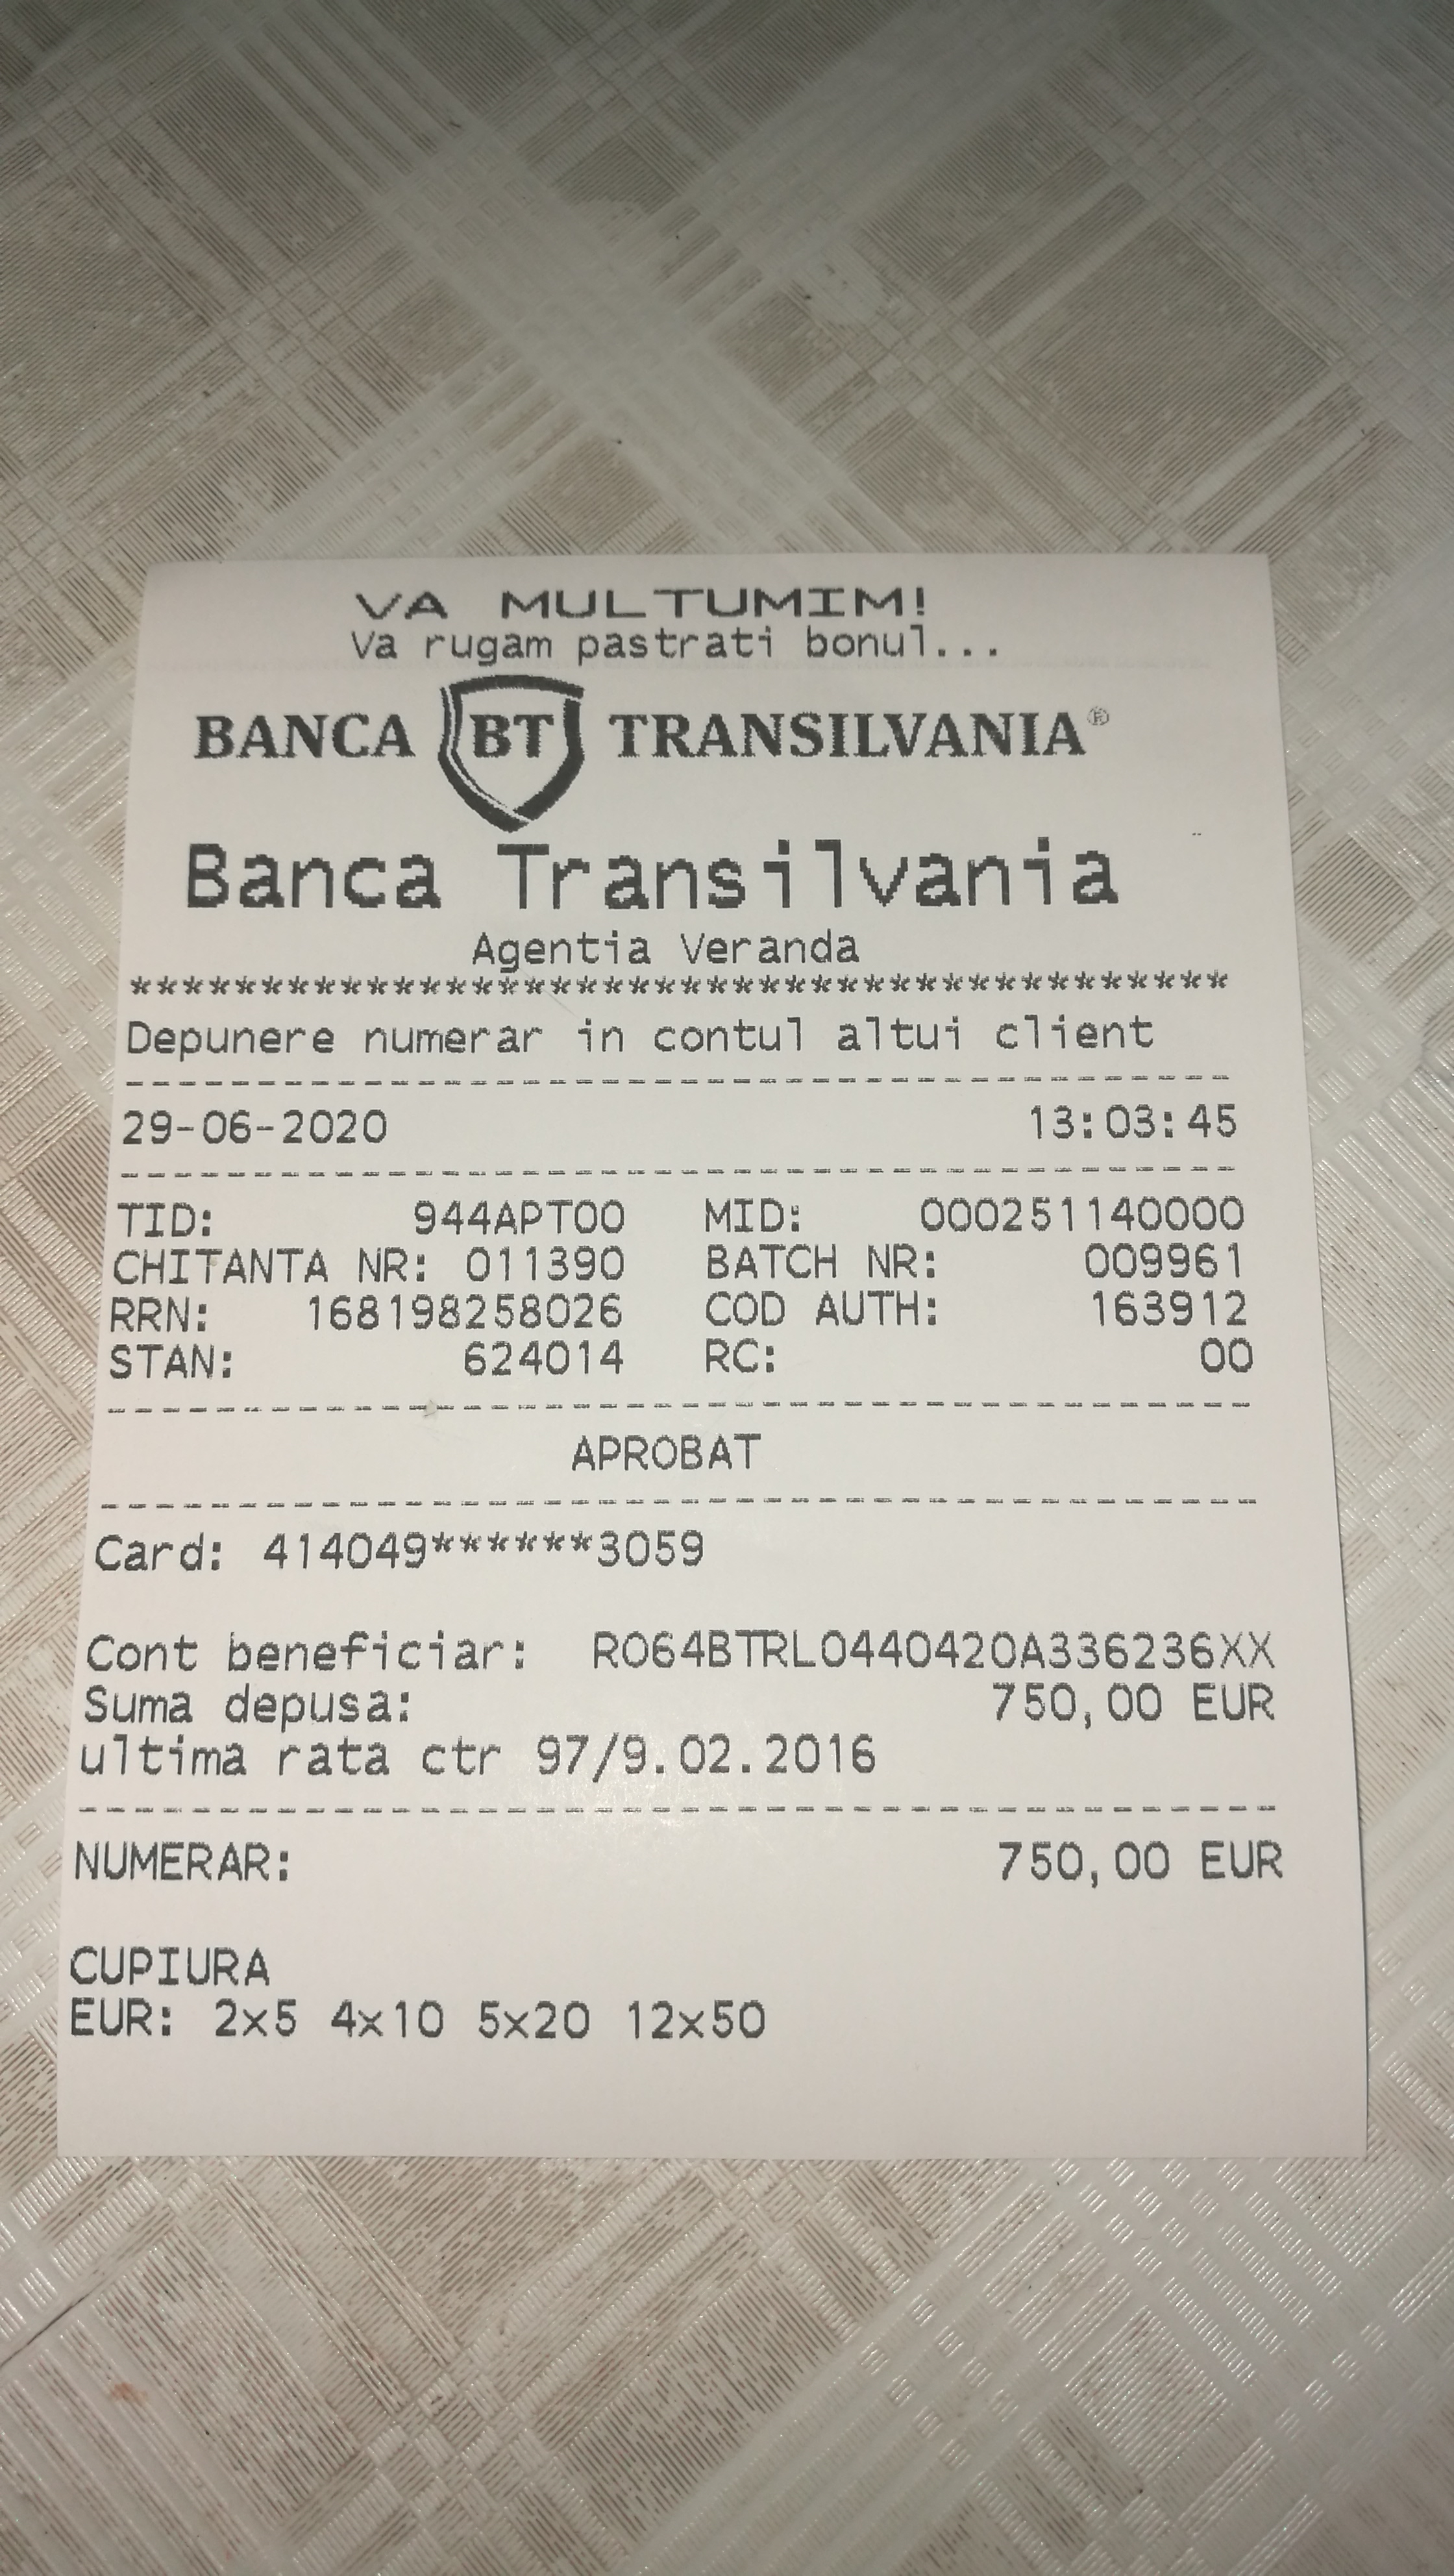 VA MULTUMIM!
Va rugam pastrati bonul...
BANCA BT TRANSILVANIA®
Banca Transilvania
Agentia Veranda
******************************************
Depunere numerar in contul altui client
------------------------------------------
29-06-2020 13:03:45
------------------------------------------
TID: 944APT00 MID: 000251140000
CHITANTA NR: 011390 BATCH NR: 009961
RRN: 168198258026 COD AUTH: 163912
STAN: 624014 RC: 00
------------------------------------------
APROBAT
------------------------------------------
Card: 414049******3059
Cont beneficiar: RO64BTRL0440420A336236XX
Suma depusa: 750,00 EUR
ultima rata ctr 97/9.02.2016
------------------------------------------
NUMERAR: 750,00 EUR
CUPIURA
EUR: 2x5 4x10 5x20 12x50